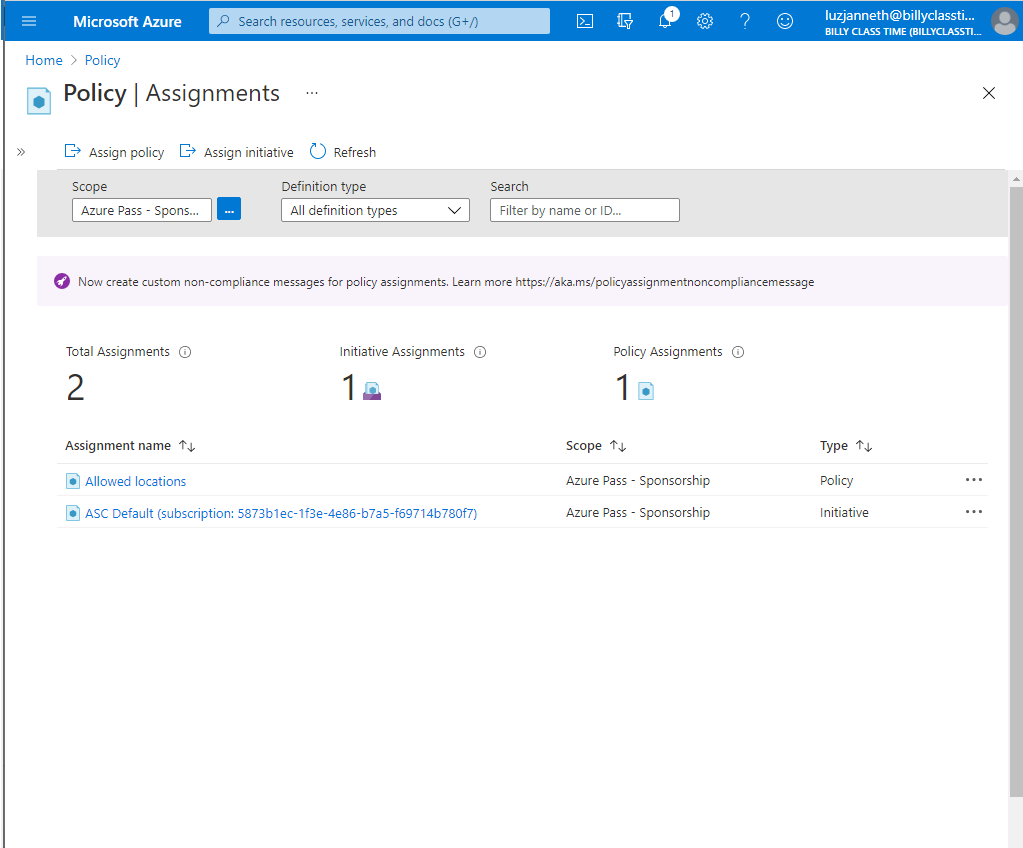 Microsoft Azure
Search resources, services, and docs (G+/)
1
luzjanneth@billyclassti...
BILLY CLASS TIME (BILLYCLASSTI...
Home > Policy
Policy | Assignments ...
Assign policy
Assign initiative
Refresh
Scope
Definition type
Search
Azure Pass - Spons...
...
All definition types
Filter by name or ID...
Now create custom non-compliance messages for policy assignments. Learn more https://aka.ms/policyassignmentnoncompliancemessage
Total Assignments
Initiative Assignments
Policy Assignments
2
1
1
Assignment name Scope Type
Allowed locations Azure Pass - Sponsorship Policy ...
ASC Default (subscription: 5873b1ec-1f3e-4e86-b7a5-f69714b780f7) Azure Pass - Sponsorship Initiative ...